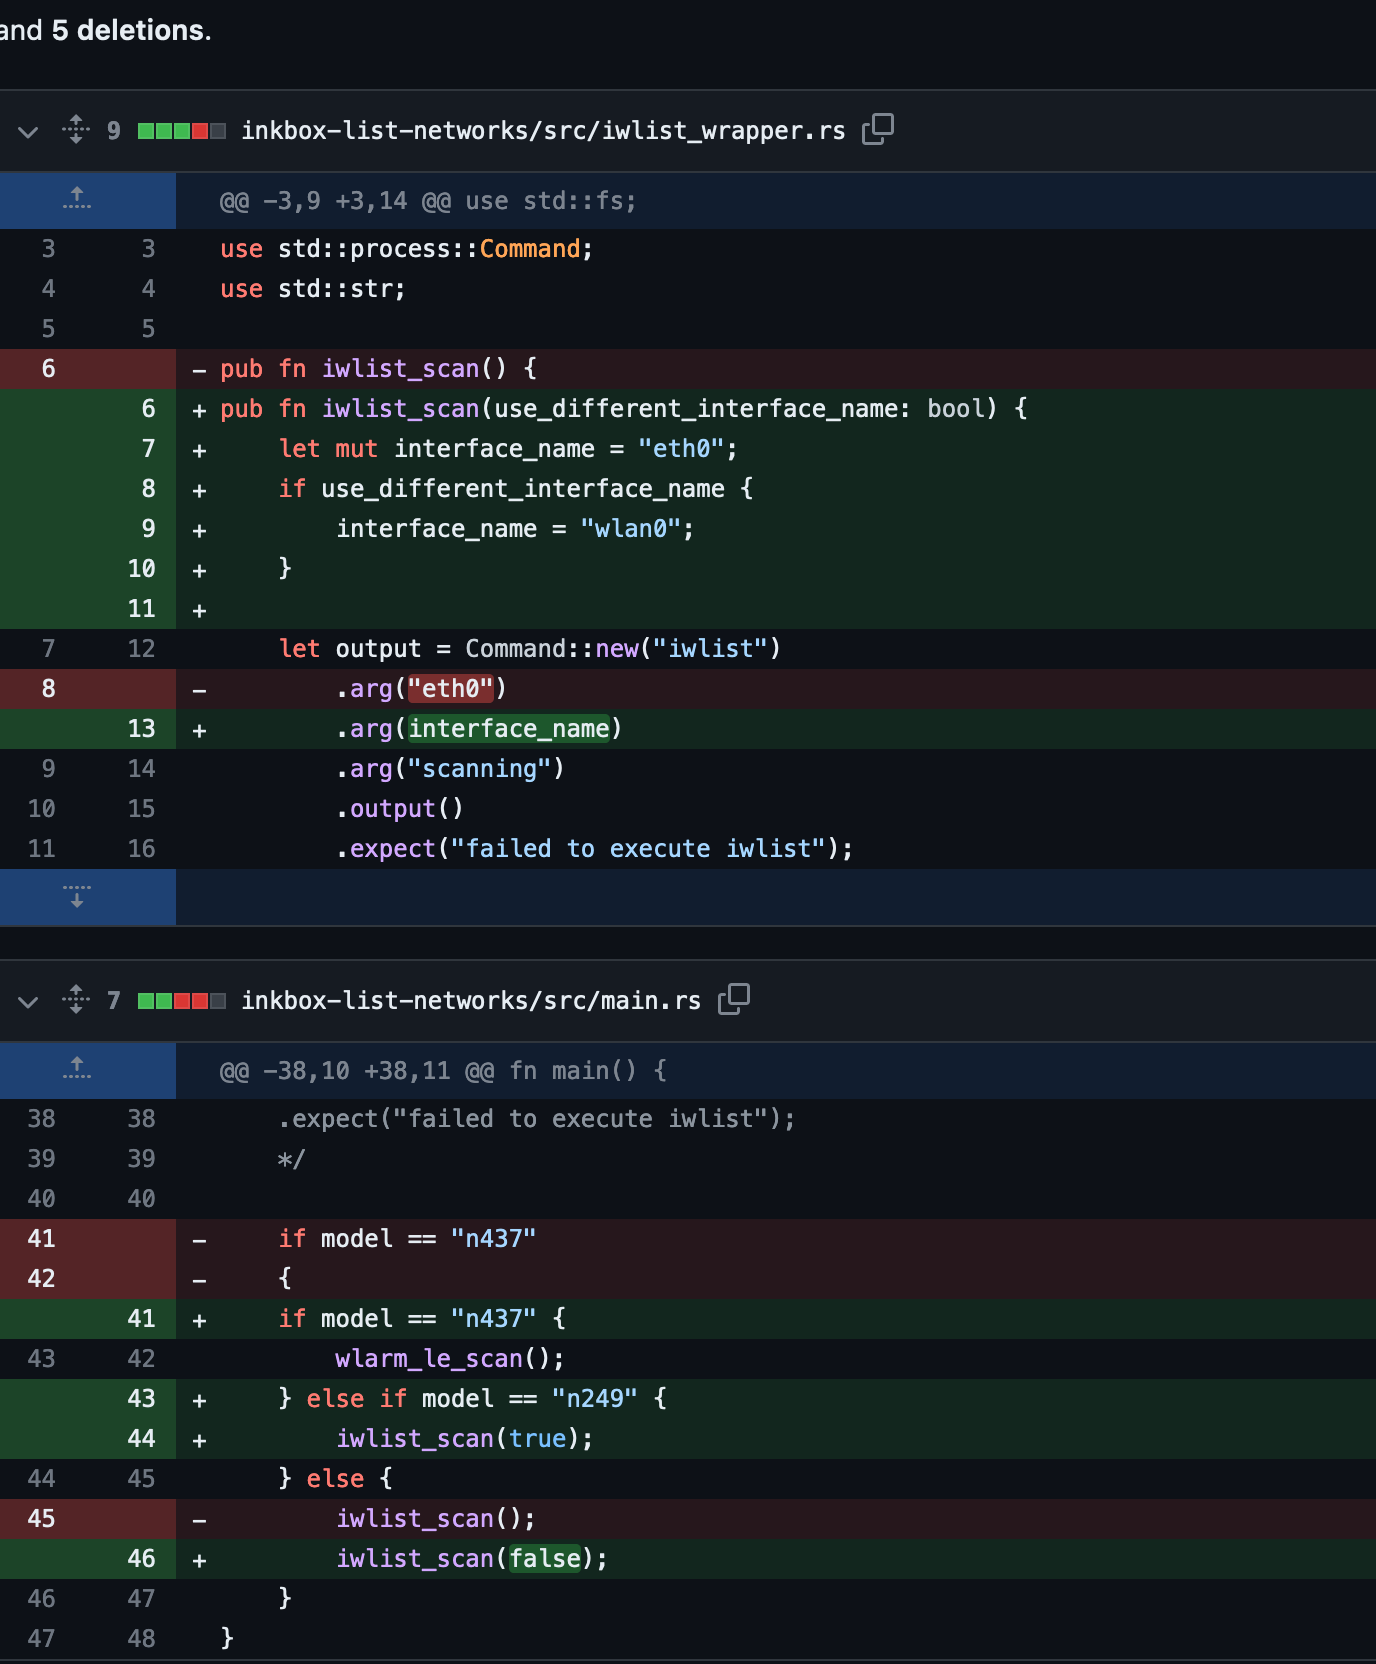 and 5 deletions.
9 inkbox-list-networks/src/iwlist_wrapper.rs
@@ -3,9 +3,14 @@ use std::fs;
3 3 use std::process::Command;
4 4 use std::str;
5 5
6 - pub fn iwlist_scan() {
6 + pub fn iwlist_scan(use_different_interface_name: bool) {
7 +     let mut interface_name = "eth0";
8 +     if use_different_interface_name {
9 +         interface_name = "wlan0";
10 +     }
11 +
7 12     let output = Command::new("iwlist")
8 -         .arg("eth0")
13 +         .arg(interface_name)
9 14         .arg("scanning")
10 15         .output()
11 16         .expect("failed to execute iwlist");
7 inkbox-list-networks/src/main.rs
@@ -38,10 +38,11 @@ fn main() {
38 38     .expect("failed to execute iwlist");
39 39     */
40 40
41 -     if model == "n437"
42 -     {
41 +     if model == "n437" {
43 42         wlarm_le_scan();
43 +     } else if model == "n249" {
44 +         iwlist_scan(true);
44 45     } else {
45 -         iwlist_scan();
46 +         iwlist_scan(false);
46 47     }
47 48 }